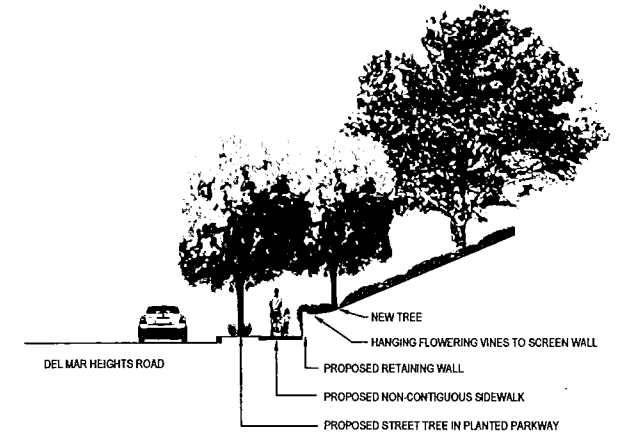 NEW TREE
HANGING FLOWERING VINES TO SCREEN WALL
DEL MAR HEIGHTS ROAD
PROPOSED RETAINING WALL
PROPOSED NON-CONTIGUOUS SIDEWALK
PROPOSED STREET TREE IN PLANTED PARKWAY